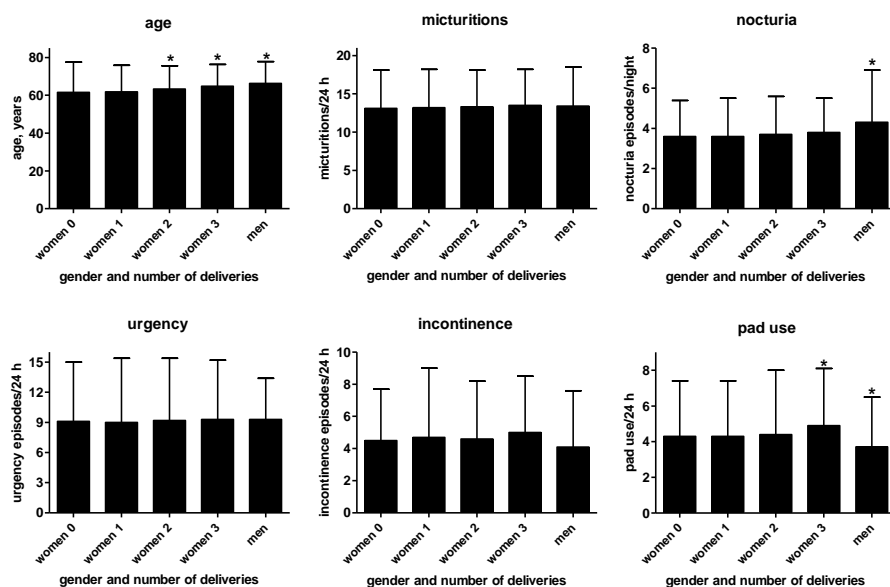 age
age, years
80
60
40
20
0
* * *
women 0
women 1
women 2
women 3
men
gender and number of deliveries
micturitions
micturitions/24 h
20
15
10
5
0
women 0
women 1
women 2
women 3
men
gender and number of deliveries
nocturia
nocturia episodes/night
8
6
4
2
0
*
women 0
women 1
women 2
women 3
men
gender and number of deliveries
urgency
urgency episodes/24 h
15
12
9
6
3
0
women 0
women 1
women 2
women 3
men
gender and number of deliveries
incontinence
incontinence episodes/24 h
10
8
6
4
2
0
women 0
women 1
women 2
women 3
men
gender and number of deliveries
pad use
pad use/24 h
8
6
4
2
0
*
*
women 0
women 1
women 2
women 3
men
gender and number of deliveries